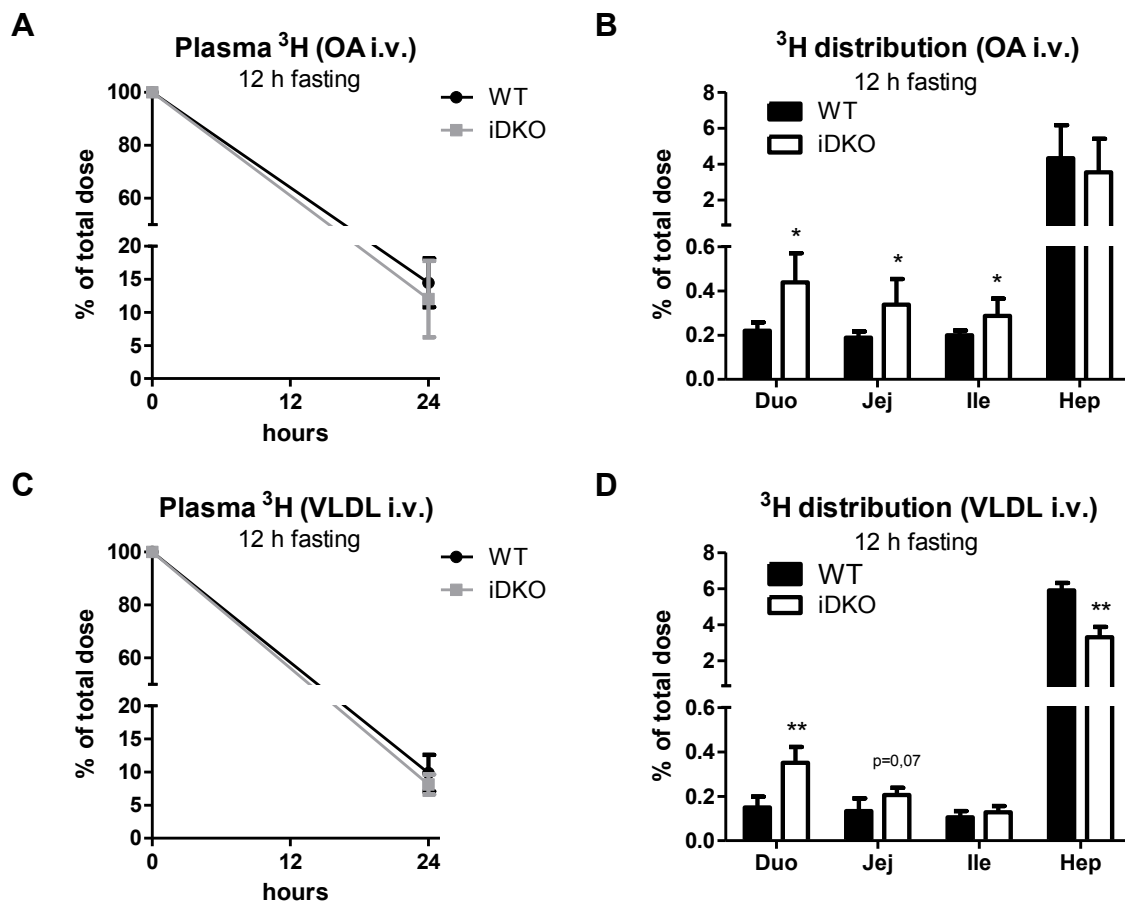 A
Plasma ³H (OA i.v.)
12 h fasting
WT
iDKO
% of total dose
100
80
60
20
15
10
5
0
0 12 24
hours
B
³H distribution (OA i.v.)
12 h fasting
WT
iDKO
% of total dose
8
6
4
2
0.6
0.4
0.2
0.0
* * *
Duo Jej Ile Hep
C
Plasma ³H (VLDL i.v.)
12 h fasting
WT
iDKO
% of total dose
100
80
60
20
15
10
5
0
0 12 24
hours
D
³H distribution (VLDL i.v.)
12 h fasting
WT
iDKO
% of total dose
8
6
4
2
0.6
0.4
0.2
0.0
**
**
p=0,07
Duo Jej Ile Hep